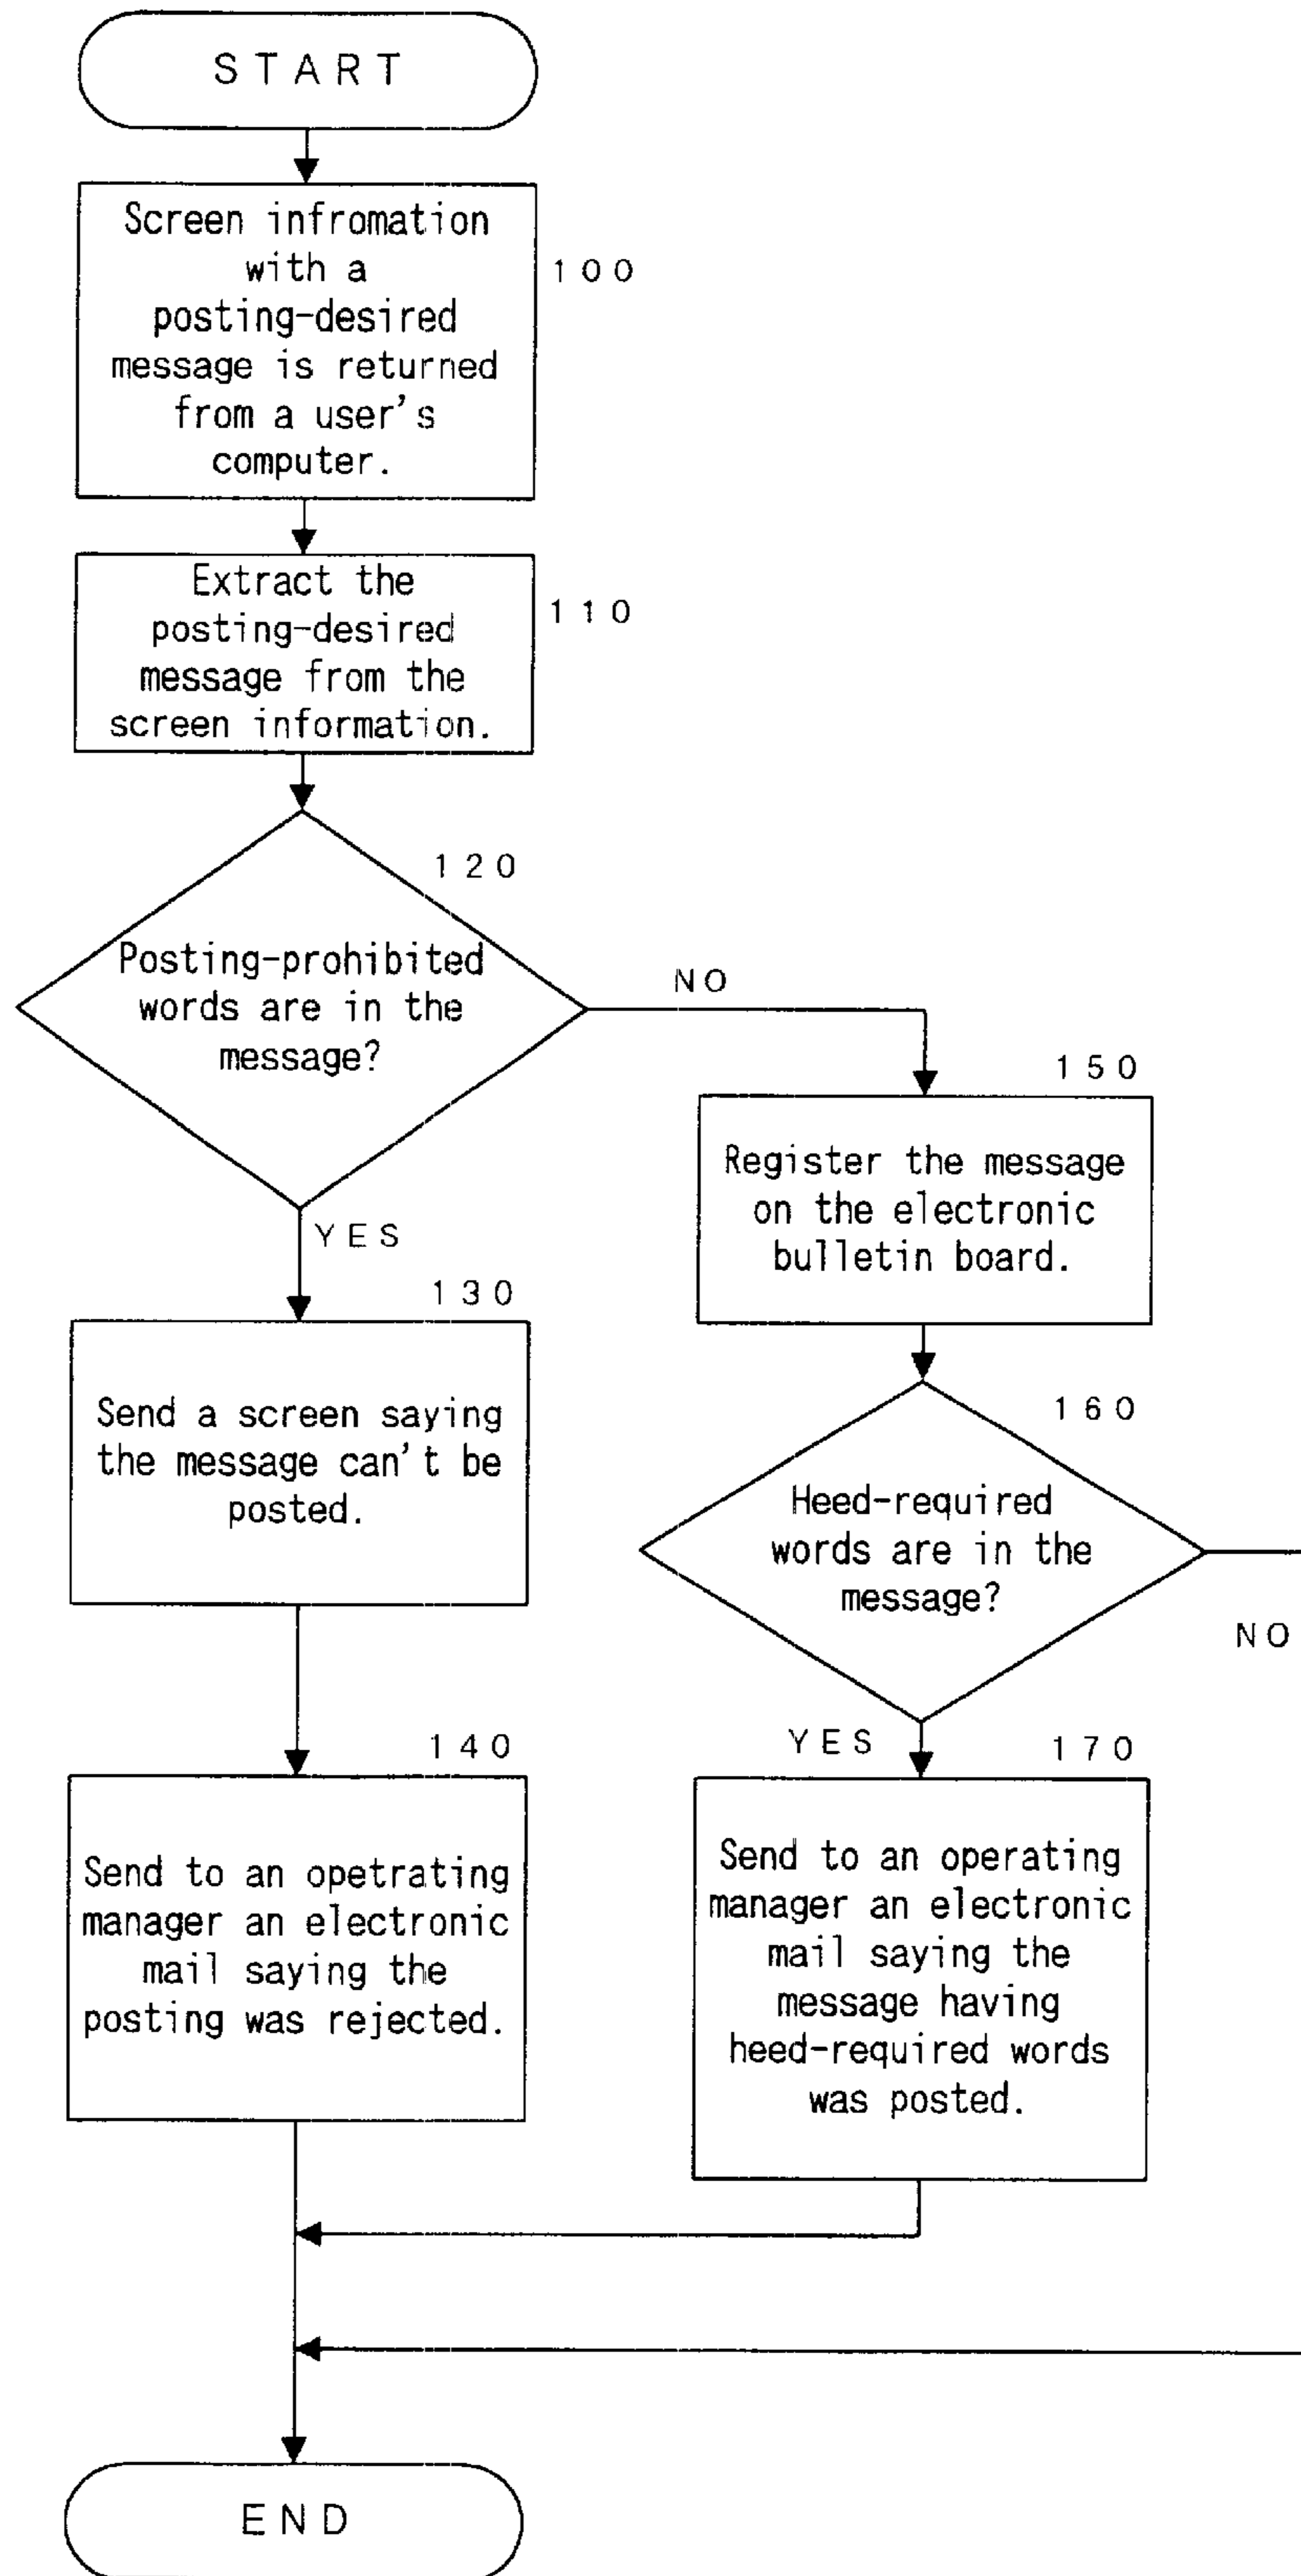 START
Screen infromation
with a
posting-desired
message is returned
from a user's
computer.
100
Extract the
posting-desired
message from the
screen information.
110
120
Posting-prohibited
words are in the
message?
NO
YES
130
Send a screen saying
the message can't be
posted.
140
Send to an opetrating
manager an electronic
mail saying the
posting was rejected.
150
Register the message
on the electronic
bulletin board.
160
Heed-required
words are in the
message?
NO
YES
170
Send to an operating
manager an electronic
mail saying the
message having
heed-required words
was posted.
END